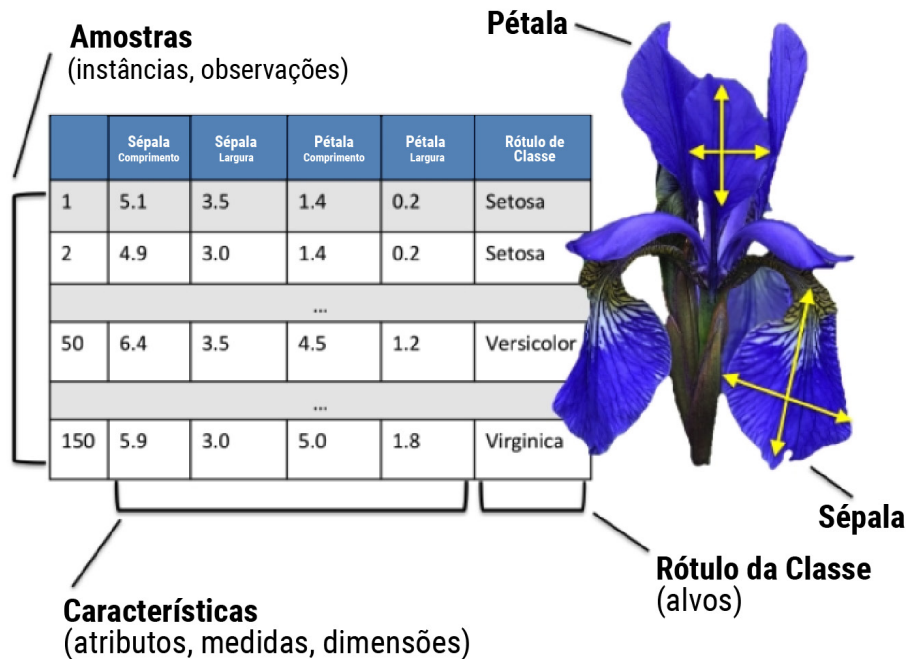 Amostras
(instâncias, observações)
Pétala
Sépala Comprimento Sépala Largura Pétala Comprimento Pétala Largura Rótulo de Classe
1 5.1 3.5 1.4 0.2 Setosa
2 4.9 3.0 1.4 0.2 Setosa
...
50 6.4 3.5 4.5 1.2 Versicolor
...
150 5.9 3.0 5.0 1.8 Virginica
Sépala
Rótulo da Classe
(alvos)
Características
(atributos, medidas, dimensões)